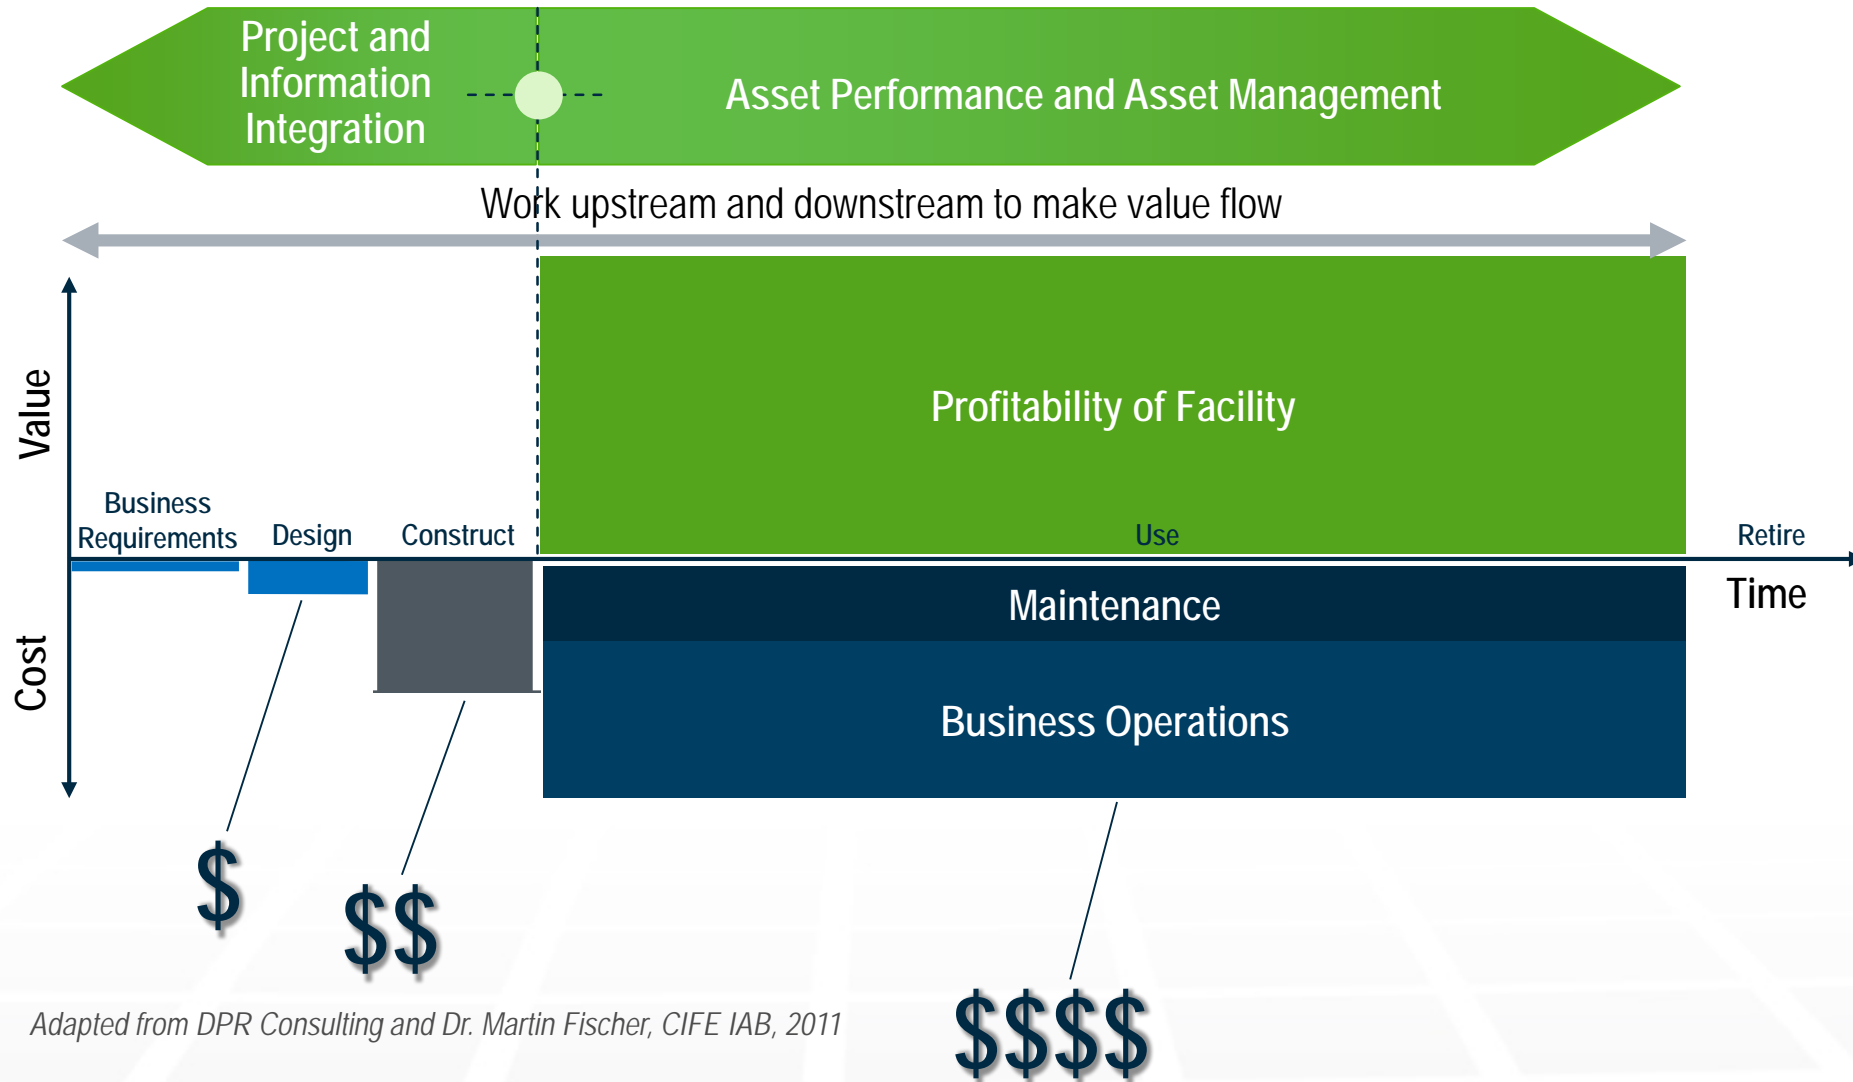 Project and
Information
Integration
Asset Performance and Asset Management
Work upstream and downstream to make value flow
Value
Profitability of Facility
Business
Requirements
Design
Construct
Use
Retire
Time
Cost
Maintenance
Business Operations
$
$$
$$$$
Adapted from DPR Consulting and Dr. Martin Fischer, CIFE IAB, 2011